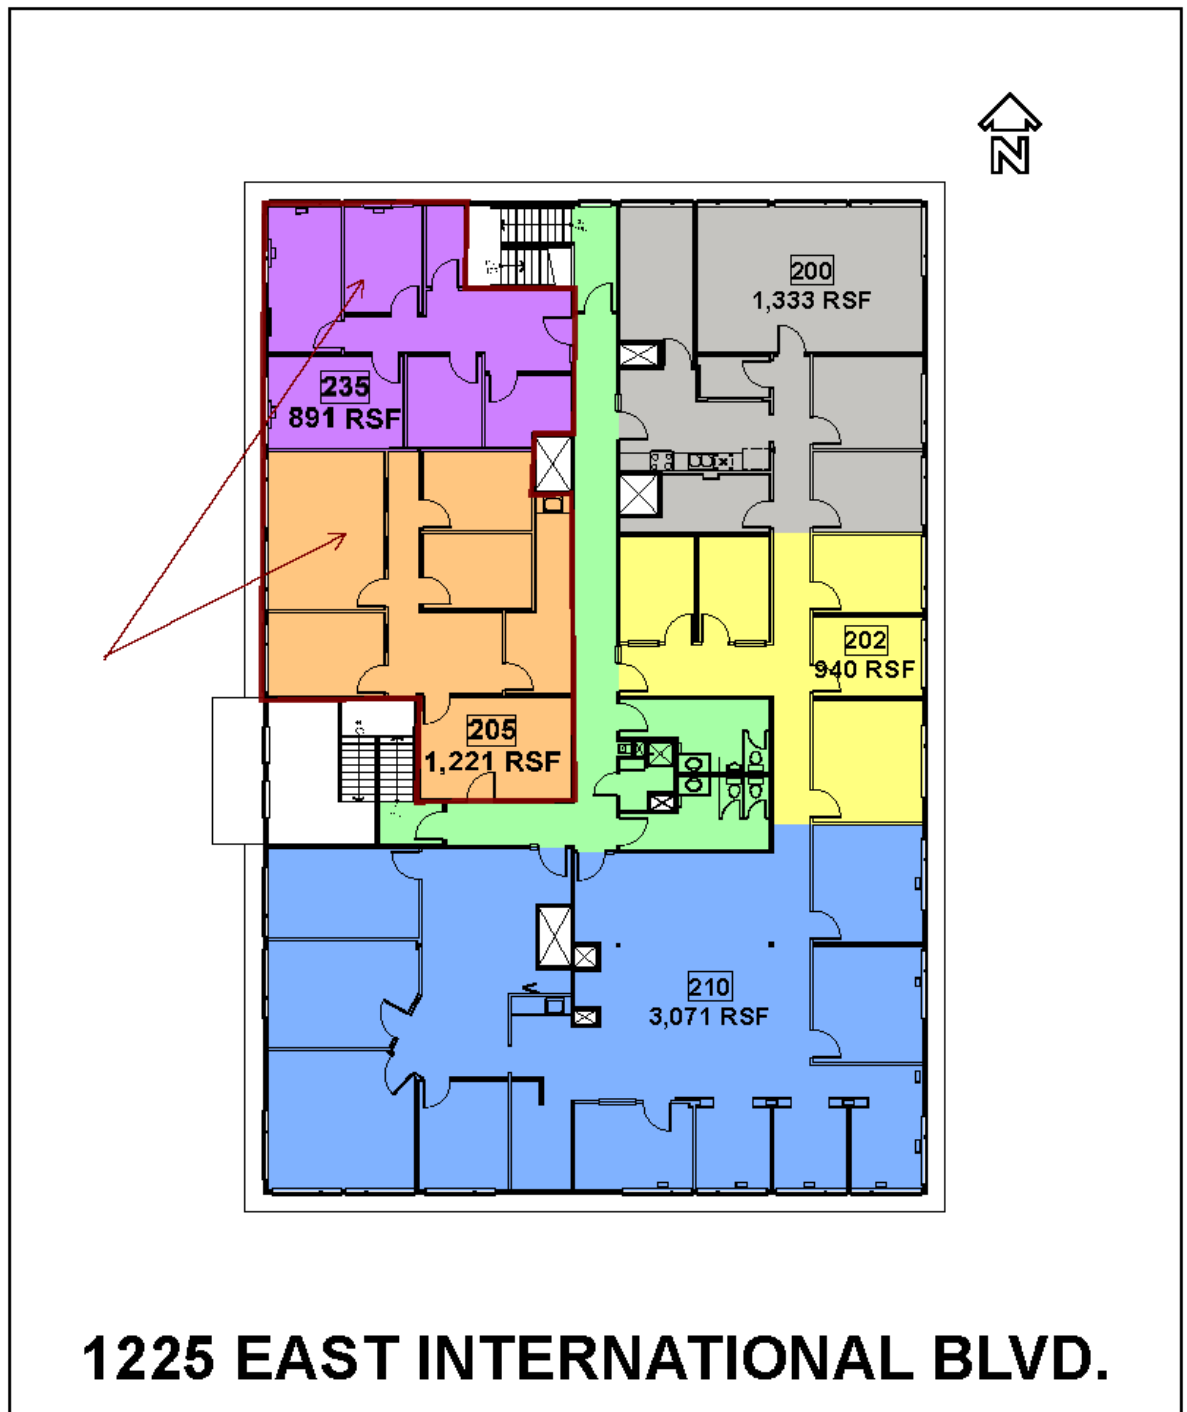 N
200
1,333 RSF
235
891 RSF
202
940 RSF
205
1,221 RSF
210
3,071 RSF
1225 EAST INTERNATIONAL BLVD.